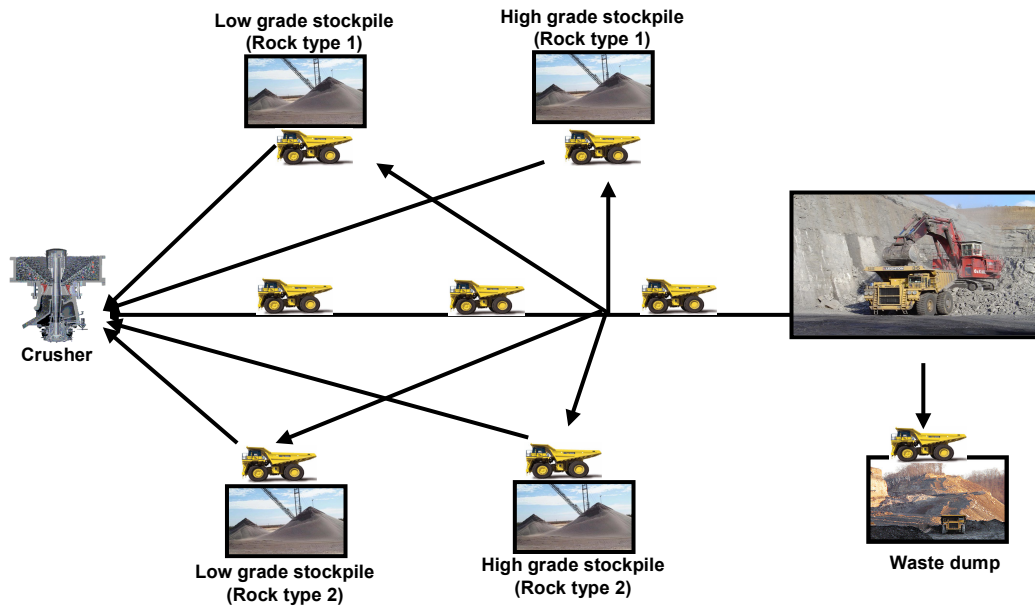 Low grade stockpile
(Rock type 1)
High grade stockpile
(Rock type 1)
Crusher
Low grade stockpile
(Rock type 2)
High grade stockpile
(Rock type 2)
Waste dump